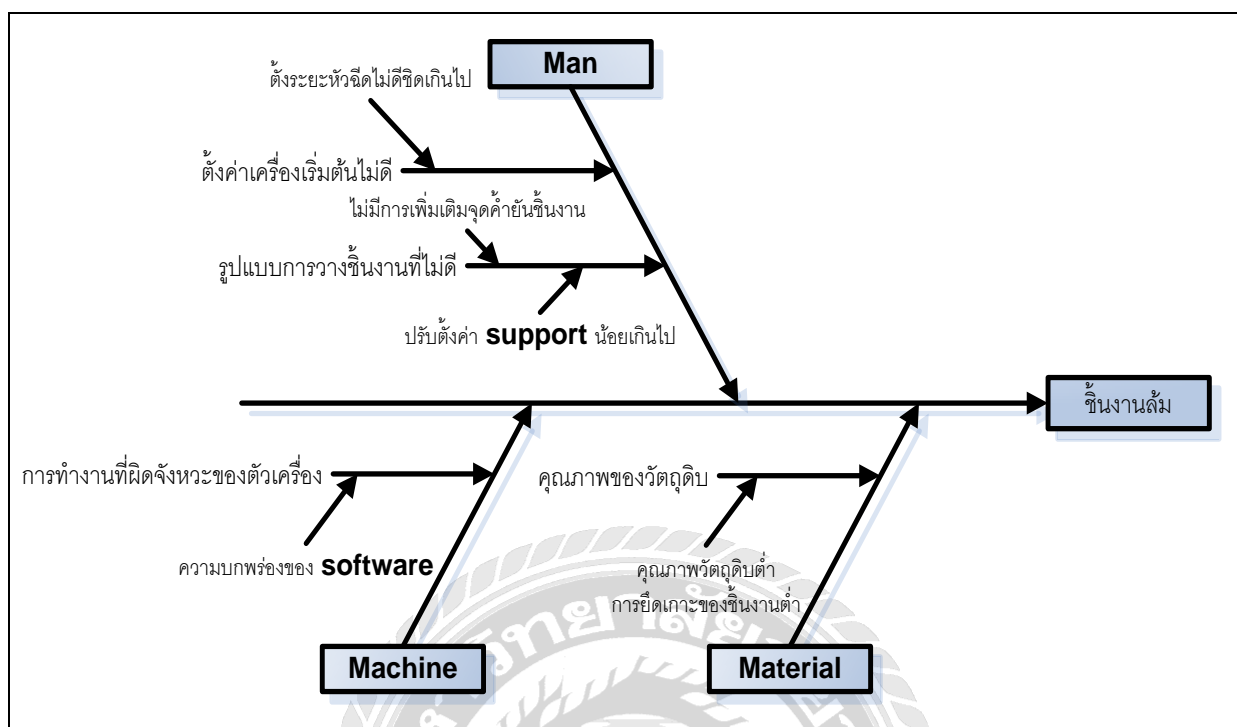 Man
ตั้งระยะหัวฉีดไม่ดีชิดเกินไป
ตั้งค่าเครื่องเริ่มต้นไม่ดี
ไม่มีการเพิ่มเติมจุดค้ำยันชิ้นงาน
รูปแบบการวางชิ้นงานที่ไม่ดี
ปรับตั้งค่า support น้อยเกินไป
ชิ้นงานล้ม
การทำงานที่ผิดจังหวะของตัวเครื่อง
คุณภาพของวัตถุดิบ
ความบกพร่องของ software
คุณภาพวัตถุดิบต่ำ
การยึดเกาะของชิ้นงานต่ำ
Machine
Material